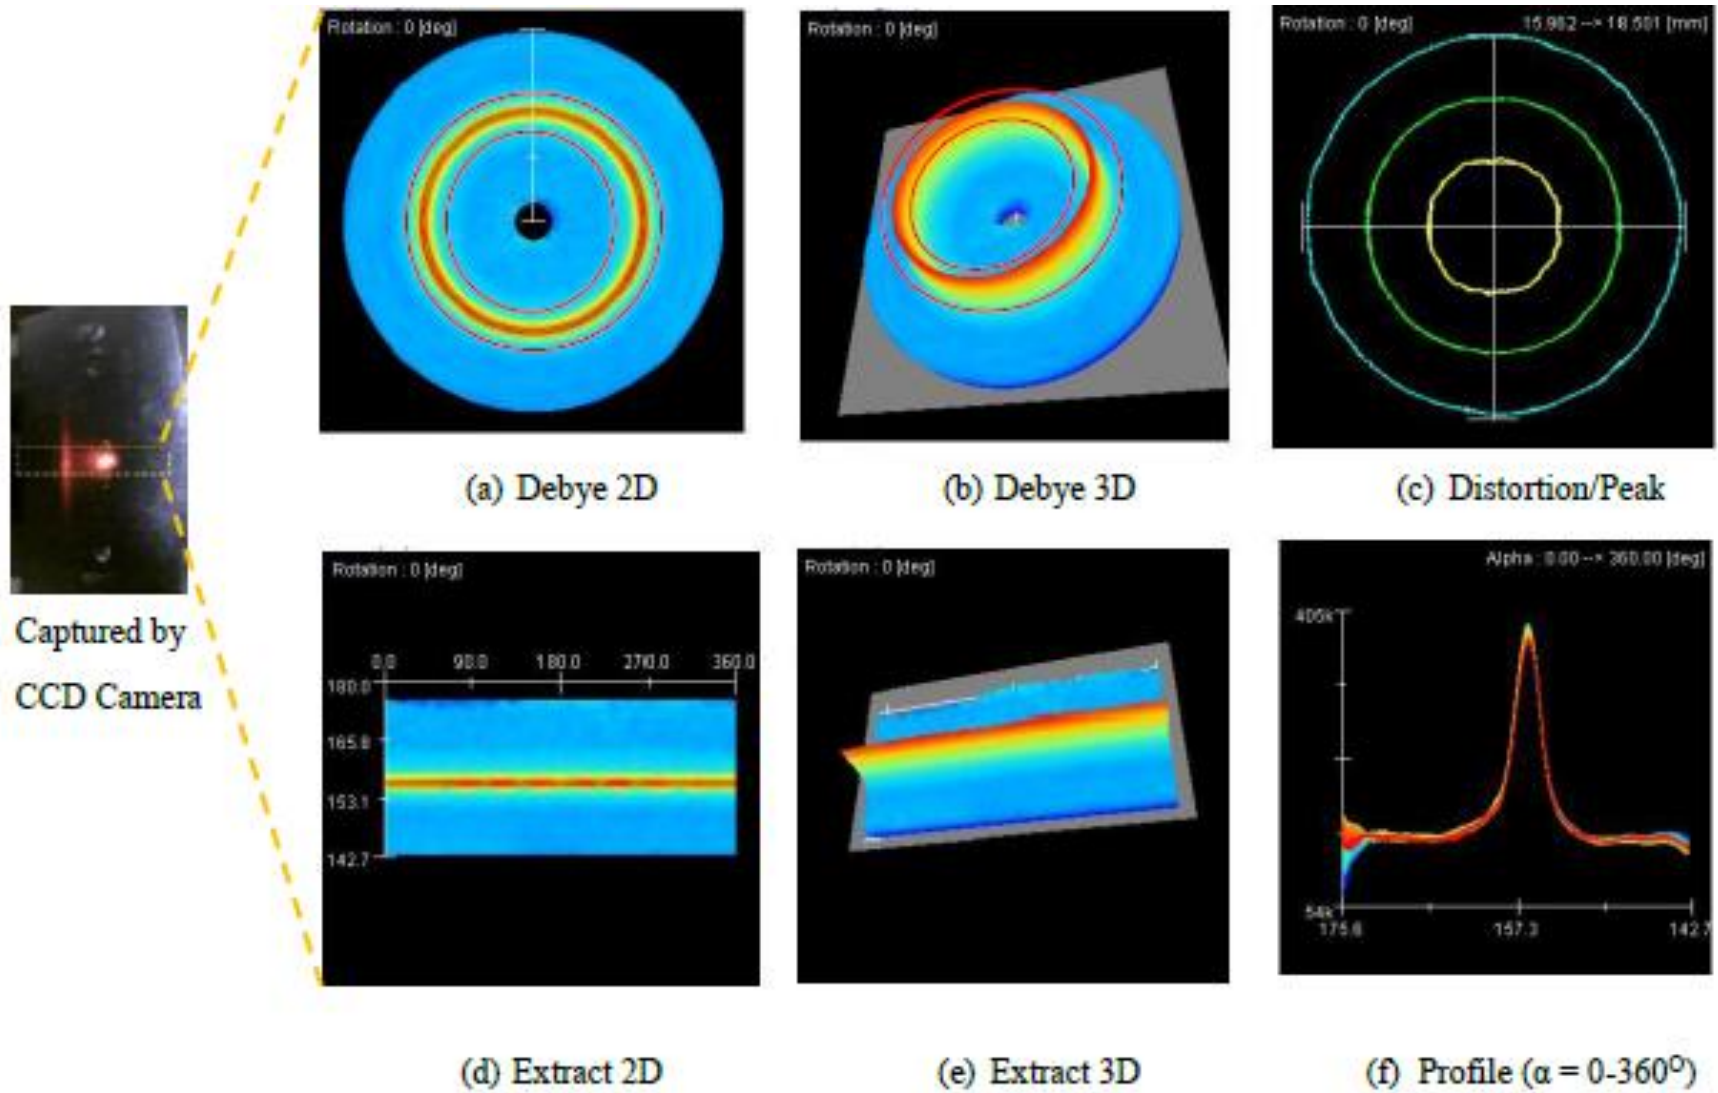 Rotation : 0 [deg]
Rotation : 0 [deg]
Rotation : 0 [deg]
15.962 --> 18.501 [mm]
(a) Debye 2D
(b) Debye 3D
(c) Distortion/Peak
Captured by
CCD Camera
Rotation : 0 [deg]
0.0 90.0 180.0 270.0 360.0
180.0
165.8
153.1
142.7
Rotation : 0 [deg]
Alpha : 0.00 --> 360.00 [deg]
405k
54k
175.6 157.3 142.7
(d) Extract 2D
(e) Extract 3D
(f) Profile (α = 0-360°)